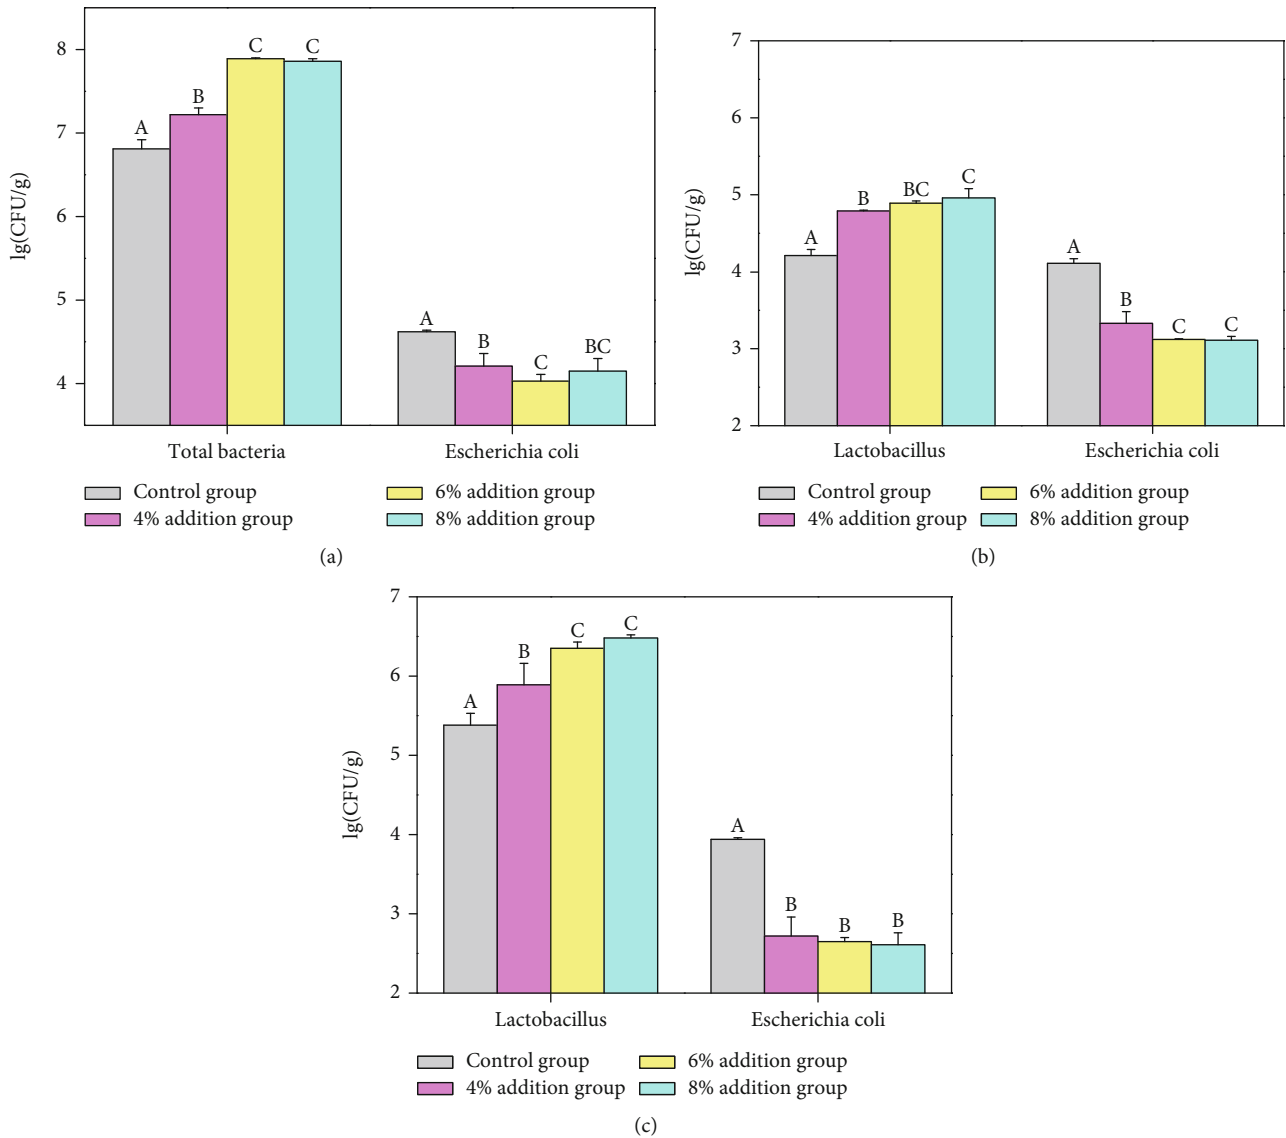 8
7
6
5
4
lg(CFU/g)
A
B
C
C
A
B
C
BC
Total bacteria
Escherichia coli
Control group
6% addition group
4% addition group
8% addition group
(a)
7
6
5
4
3
2
lg(CFU/g)
A
B
BC
C
A
B
C
C
Lactobacillus
Escherichia coli
Control group
6% addition group
4% addition group
8% addition group
(b)
7
6
5
4
3
2
lg(CFU/g)
A
B
C
C
A
B
B
B
Lactobacillus
Escherichia coli
Control group
6% addition group
4% addition group
8% addition group
(c)